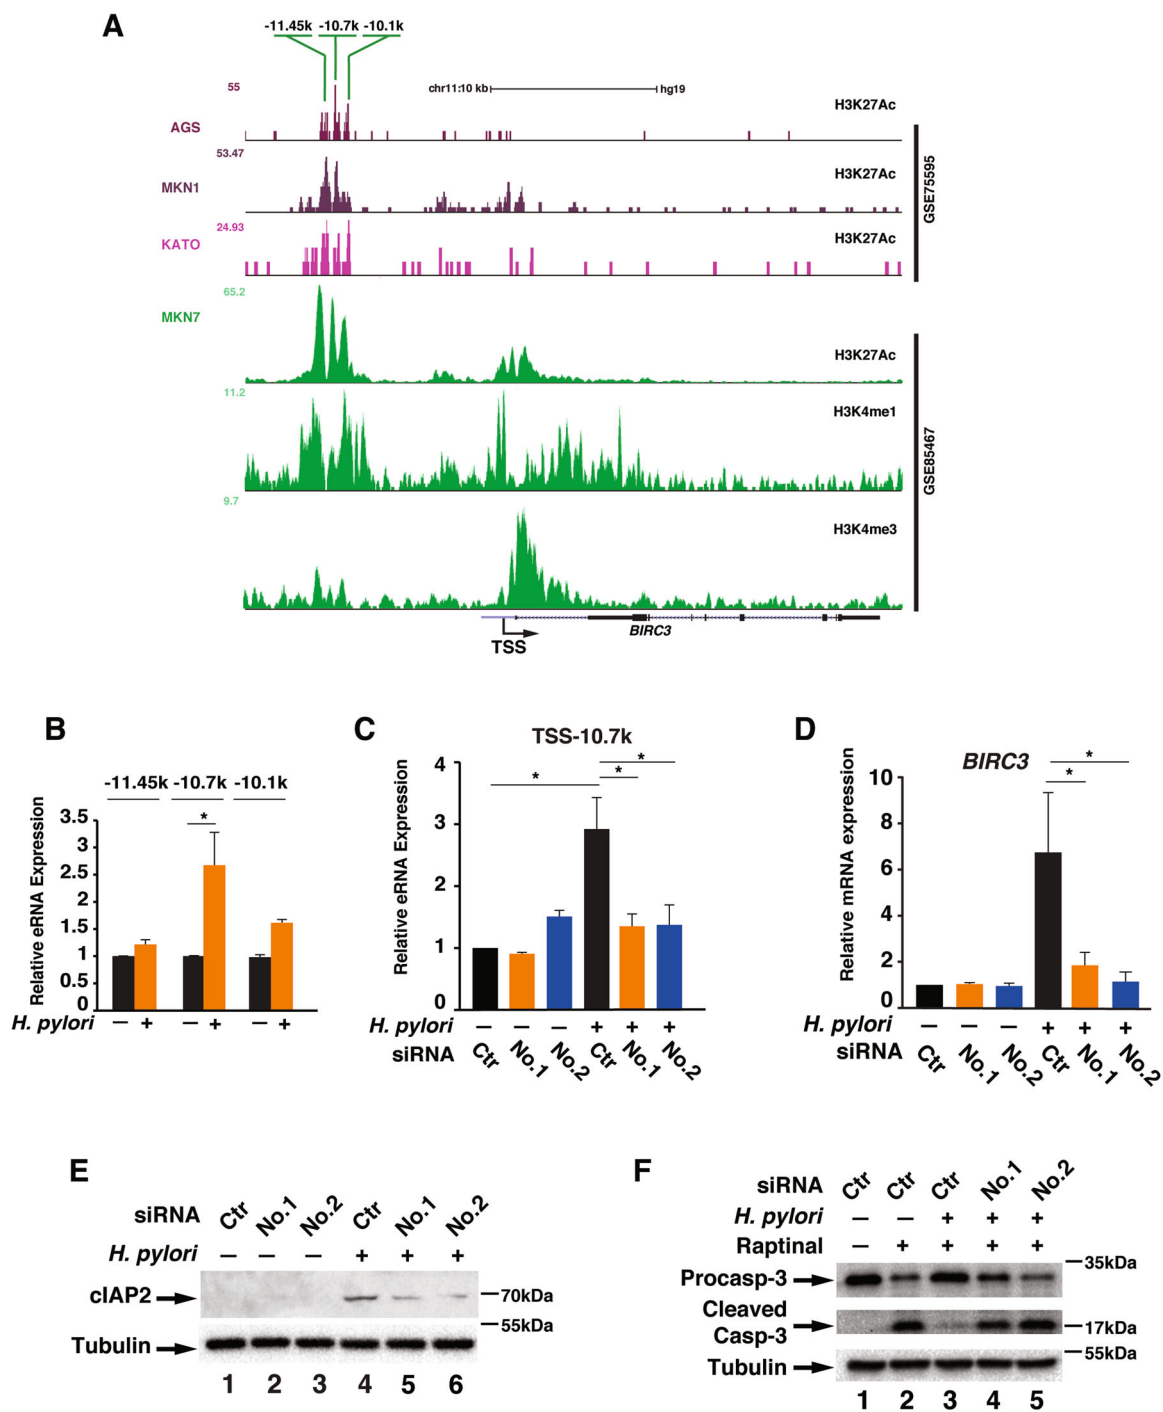 A
-11.45k -10.7k -10.1k
55
chr11:10 kb hg19
H3K27Ac
AGS
53.47
MKN1
H3K27Ac
24.93
KATO
H3K27Ac
GSE75595
65.2
MKN7
H3K27Ac
11.2
H3K4me1
9.7
H3K4me3
GSE85467
TSS
BIRC3
B
-11.45k -10.7k -10.1k
*
Relative eRNA Expression
3.5
3
2.5
2
1.5
1
0.5
0
H. pylori – + – + – +
C
TSS-10.7k
* * *
Relative eRNA Expression
4
3
2
1
0
H. pylori – – – + + +
siRNA Ctr No.1 No.2 Ctr No.1 No.2
D
BIRC3
* *
Relative mRNA expression
10
8
6
4
2
0
H. pylori – – – + + +
siRNA Ctr No.1 No.2 Ctr No.1 No.2
E
siRNA Ctr No.1 No.2 Ctr No.1 No.2
H. pylori – – – + + +
cIAP2 70kDa
55kDa
Tubulin
1 2 3 4 5 6
F
siRNA Ctr Ctr Ctr No.1 No.2
H. pylori – – + + +
Raptinal – + + + +
35kDa
Procasp-3
Cleaved
Casp-3 17kDa
55kDa
Tubulin
1 2 3 4 5